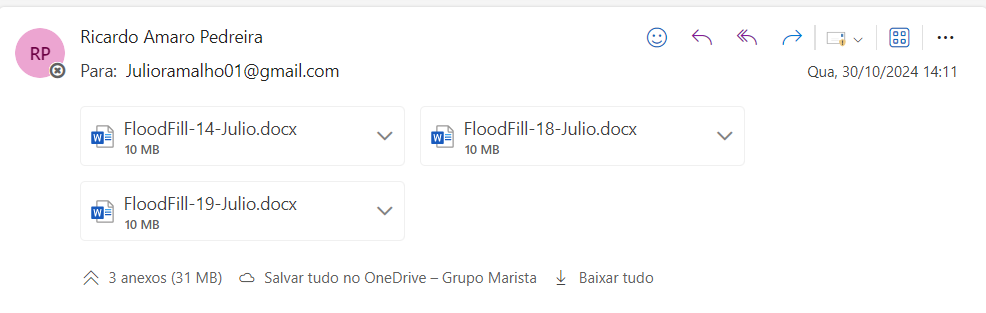 RP
Ricardo Amaro Pedreira
Para: Julioramalho01@gmail.com
Qua, 30/10/2024 14:11
FloodFill-14-Julio.docx
10 MB
FloodFill-18-Julio.docx
10 MB
FloodFill-19-Julio.docx
10 MB
3 anexos (31 MB) Salvar tudo no OneDrive – Grupo Marista Baixar tudo